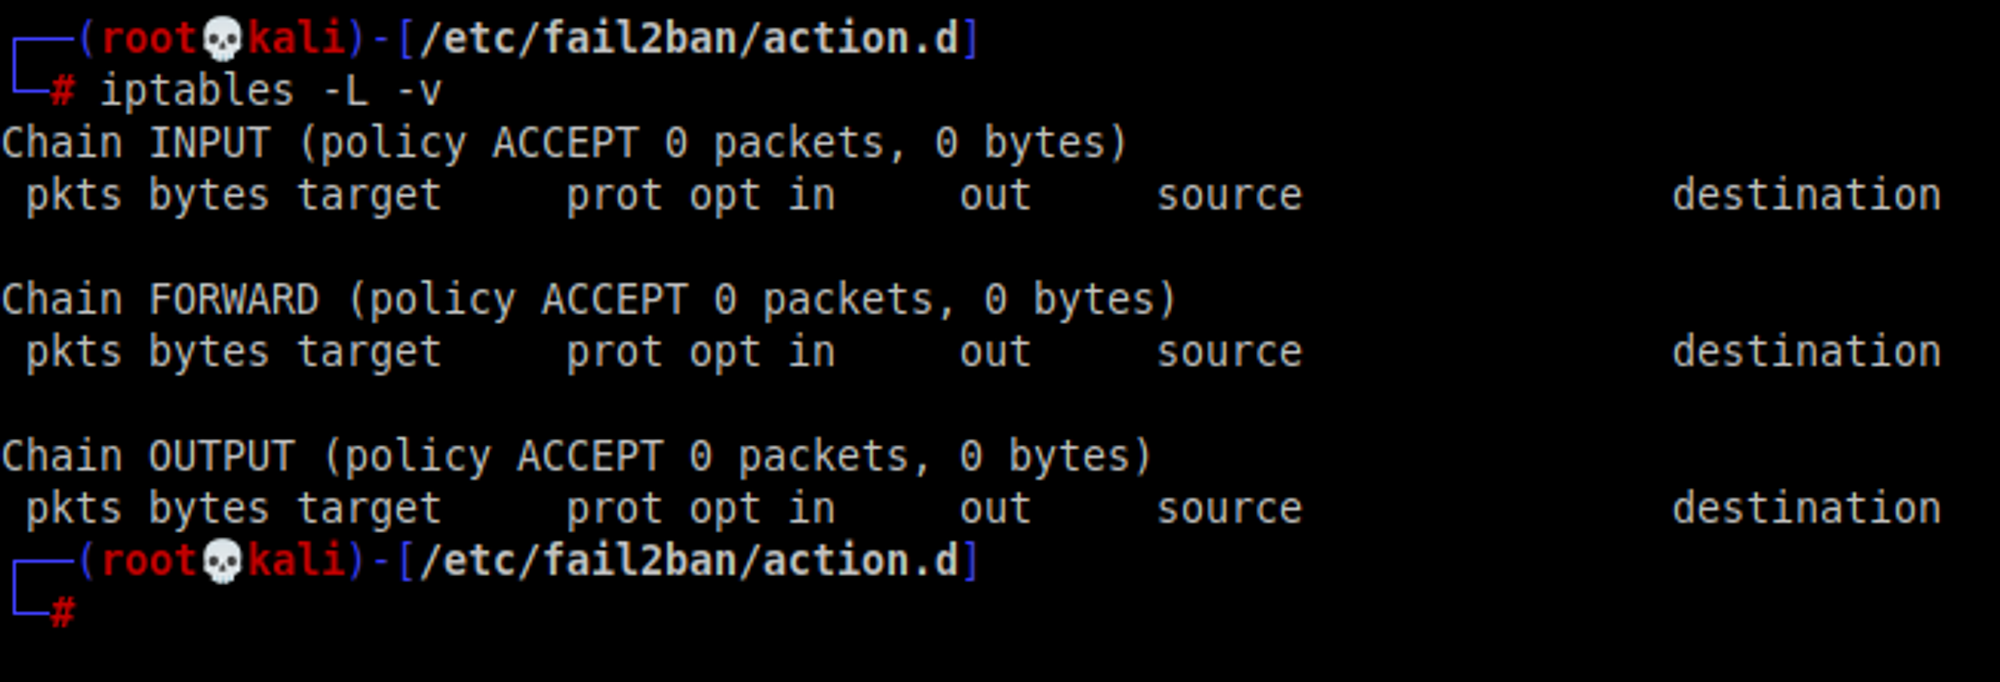 ┌──(root💀kali)-[/etc/fail2ban/action.d]
└─# iptables -L -v
Chain INPUT (policy ACCEPT 0 packets, 0 bytes)
 pkts bytes target     prot opt in     out     source               destination

Chain FORWARD (policy ACCEPT 0 packets, 0 bytes)
 pkts bytes target     prot opt in     out     source               destination

Chain OUTPUT (policy ACCEPT 0 packets, 0 bytes)
 pkts bytes target     prot opt in     out     source               destination
┌──(root💀kali)-[/etc/fail2ban/action.d]
└─#